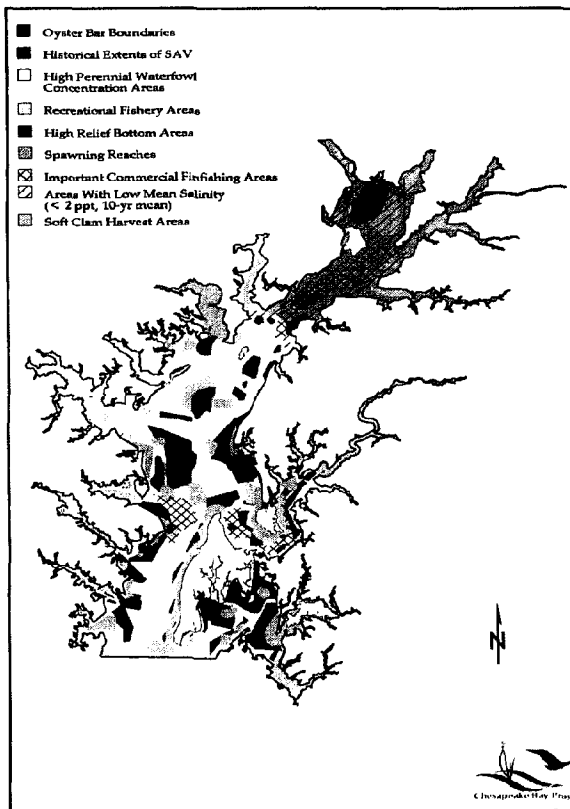 Oyster Bar Boundaries
Historical Extents of SAV
High Perennial Waterfowl
Concentration Areas
Recreational Fishery Areas
High Relief Bottom Areas
Spawning Reaches
Important Commercial Finfishing Areas
Areas With Low Mean Salinity
(< 2 ppt, 10-yr mean)
Soft Clam Harvest Areas
N
Chesapeake Bay